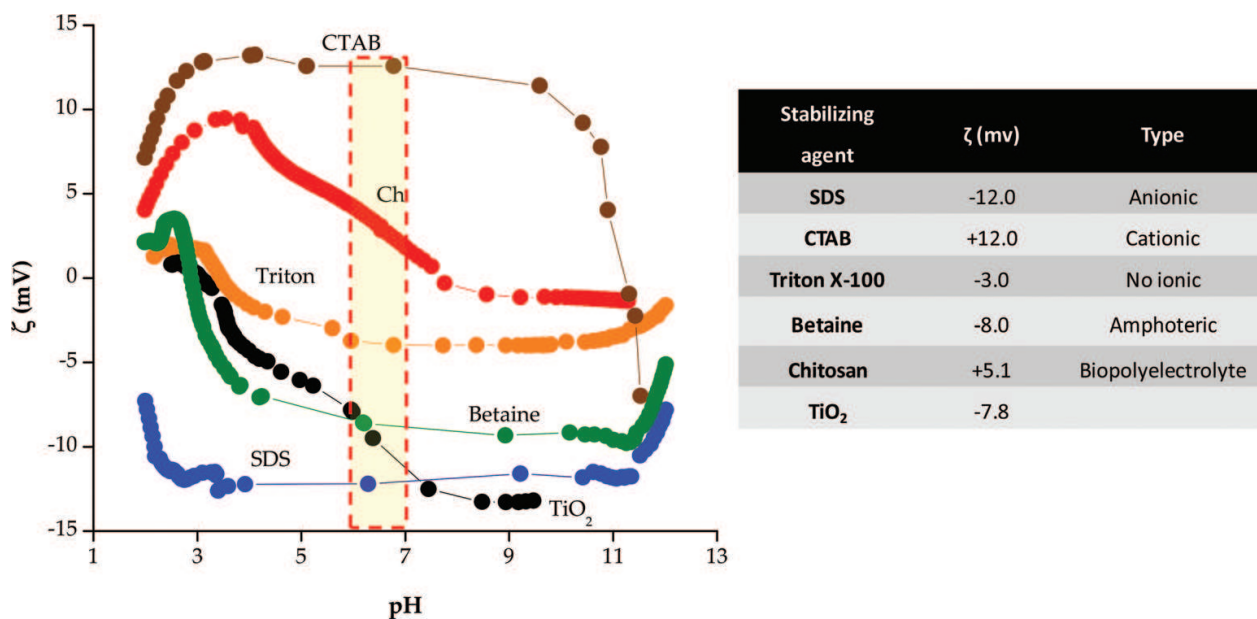 15
10
5
0
-5
-10
-15
ζ (mV)
CTAB
Ch
Triton
Betaine
SDS
TiO₂
1 3 5 7 9 11 13
pH
Stabilizing agent ζ (mv) Type
SDS -12.0 Anionic
CTAB +12.0 Cationic
Triton X-100 -3.0 No ionic
Betaine -8.0 Amphoteric
Chitosan +5.1 Biopolyelectrolyte
TiO₂ -7.8